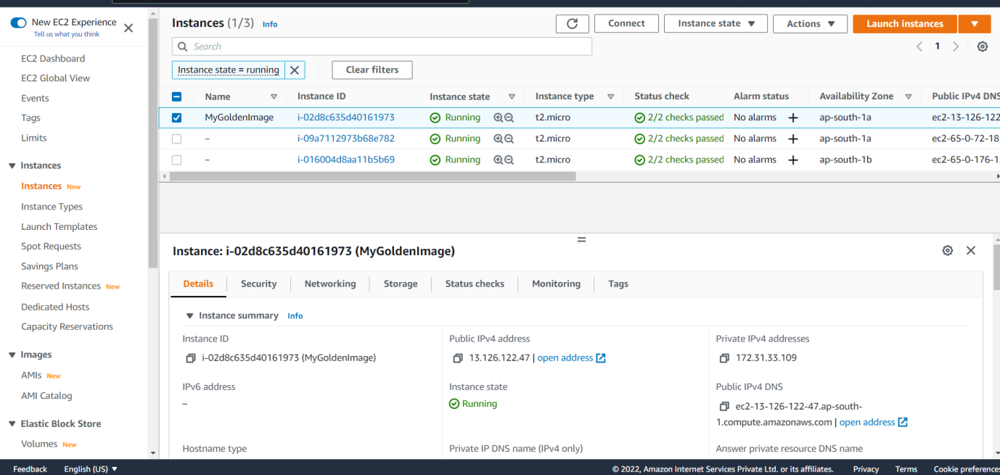 New EC2 Experience
Tell us what you think
EC2 Dashboard
EC2 Global View
Events
Tags
Limits
Instances
Instances New
Instance Types
Launch Templates
Spot Requests
Savings Plans
Reserved Instances New
Dedicated Hosts
Capacity Reservations
Images
AMIs New
AMI Catalog
Elastic Block Store
Volumes New
Instances (1/3) Info
Connect
Instance state
Actions
Launch instances
Search
1
Instance state = running
Clear filters
Name Instance ID Instance state Instance type Status check Alarm status Availability Zone Public IPv4 DNS
MyGoldenImage i-02d8c635d40161973 Running t2.micro 2/2 checks passed No alarms + ap-south-1a ec2-13-126-122
– i-09a7112973b68e782 Running t2.micro 2/2 checks passed No alarms + ap-south-1a ec2-65-0-72-18
– i-016004d8aa11b5b69 Running t2.micro 2/2 checks passed No alarms + ap-south-1b ec2-65-0-176-1
Instance: i-02d8c635d40161973 (MyGoldenImage)
Details Security Networking Storage Status checks Monitoring Tags
Instance summary Info
Instance ID
i-02d8c635d40161973 (MyGoldenImage)
Public IPv4 address
13.126.122.47 | open address
Private IPv4 addresses
172.31.33.109
IPv6 address
–
Instance state
Running
Public IPv4 DNS
ec2-13-126-122-47.ap-south-
1.compute.amazonaws.com | open address
Hostname type
Private IP DNS name (IPv4 only)
Answer private resource DNS name
Feedback English (US) © 2022, Amazon Internet Services Private Ltd. or its affiliates. Privacy Terms Cookie preferences